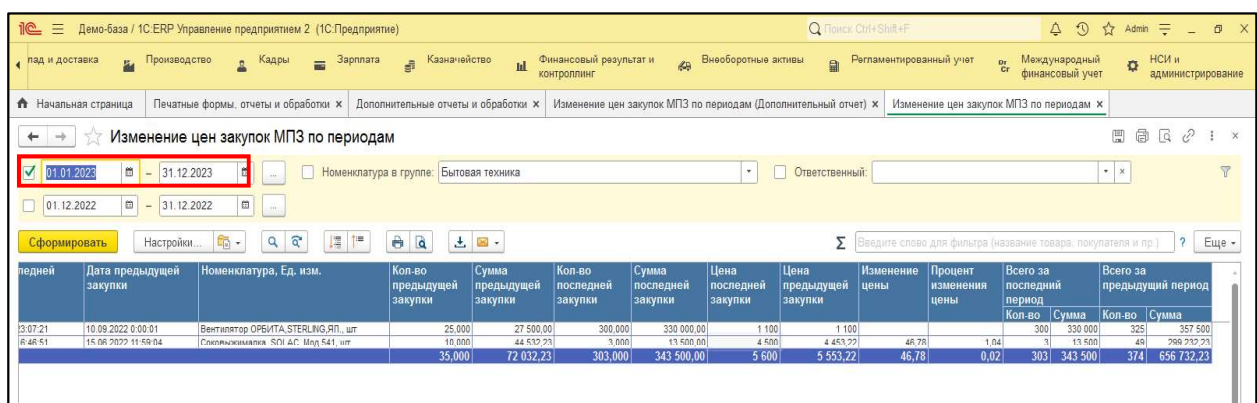 Демо-база / 1С:ERP Управление предприятием 2 (1С:Предприятие)
Поиск Ctrl+Shift+F
Admin
лад и доставка
Производство
Кадры
Зарплата
Казначейство
Финансовый результат и контроллинг
Внеоборотные активы
Регламентированный учет
Международный финансовый учет
НСИ и администрирование
Начальная страница
Печатные формы, отчеты и обработки ×
Дополнительные отчеты и обработки ×
Изменение цен закупок МПЗ по периодам (Дополнительный отчет) ×
Изменение цен закупок МПЗ по периодам ×
Изменение цен закупок МПЗ по периодам
01.01.2023 – 31.12.2023 ... Номенклатура в группе: Бытовая техника Ответственный:
01.12.2022 – 31.12.2022 ...
Сформировать Настройки... Σ Введите слово для фильтра (название товара, покупателя и пр.) ? Еще
ледней
Дата предыдущей закупки
Номенклатура, Ед. изм.
Кол-во предыдущей закупки
Сумма предыдущей закупки
Кол-во последней закупки
Сумма последней закупки
Цена последней закупки
Цена предыдущей закупки
Изменение цены
Процент изменения цены
Всего за последний период
Всего за предыдущий период
Кол-во Сумма Кол-во Сумма
3:07:21 10.09.2022 0:00:01 Вентилятор ОРБИТА,STERLING,ЯП., шт 25,000 27 500,00 300,000 330 000,00 1 100 1 100 300 330 000 325 357 500
6:46:51 15.06.2022 11:59:04 Соковыжималка SOLAC Мод.541, шт 10,000 44 532,23 3,000 13 500,00 4 500 4 453,22 46,78 1,04 3 13 500 49 299 232,23
35,000 72 032,23 303,000 343 500,00 5 600 5 553,22 46,78 0,02 303 343 500 374 656 732,23